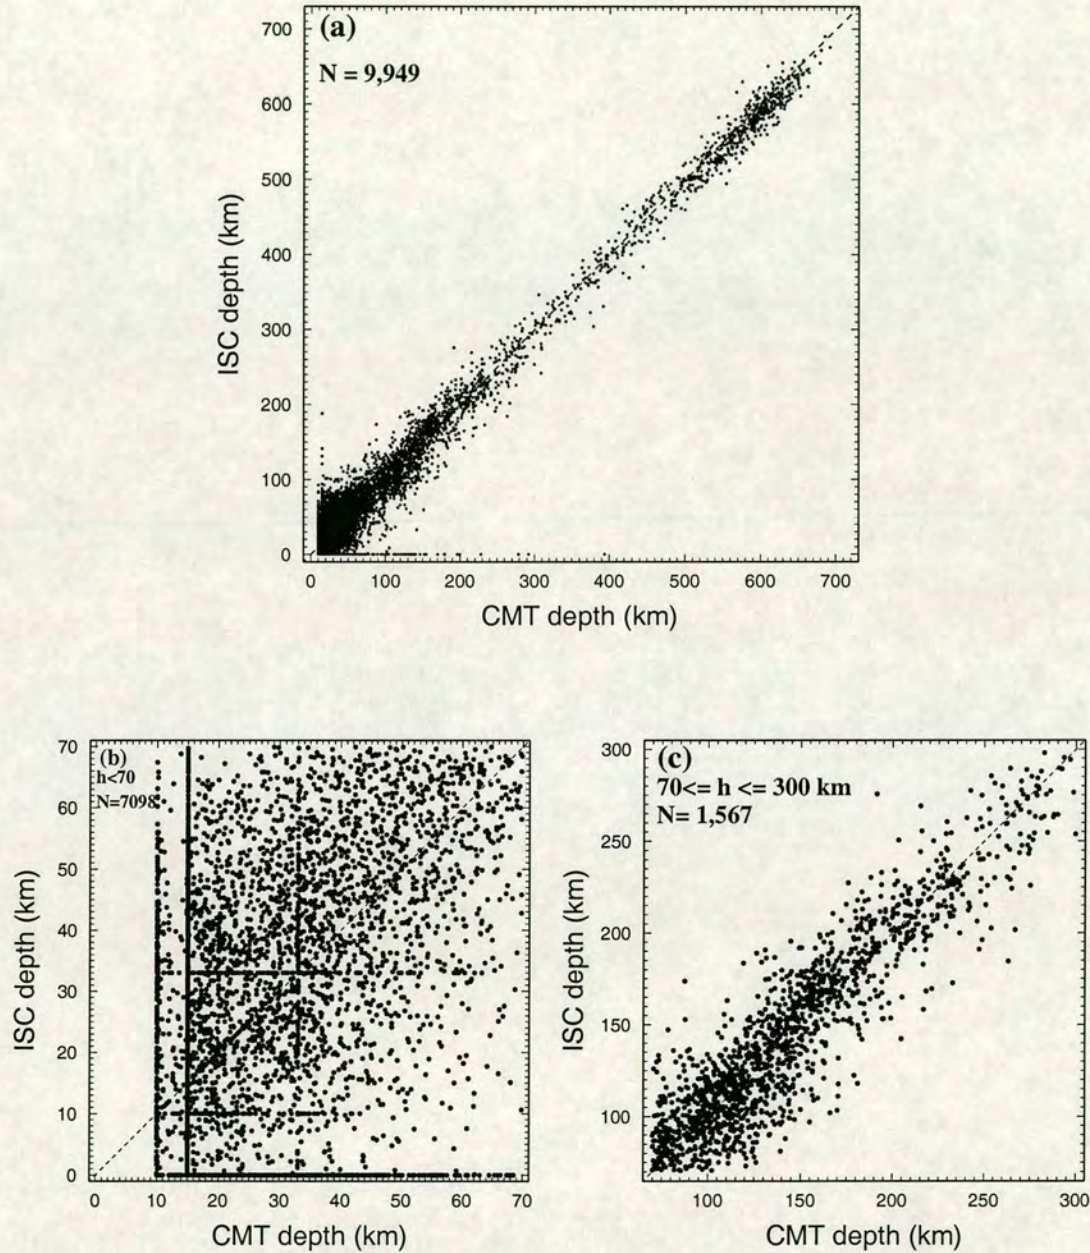 (a)
N = 9,949
700
600
500
400
300
200
100
0
ISC depth (km)
0 100 200 300 400 500 600 700
CMT depth (km)
(b)
h<70
N=7098
70
60
50
40
30
20
10
0
ISC depth (km)
0 10 20 30 40 50 60 70
CMT depth (km)
(c)
70<= h <= 300 km
N= 1,567
300
250
200
150
100
ISC depth (km)
100 150 200 250 300
CMT depth (km)